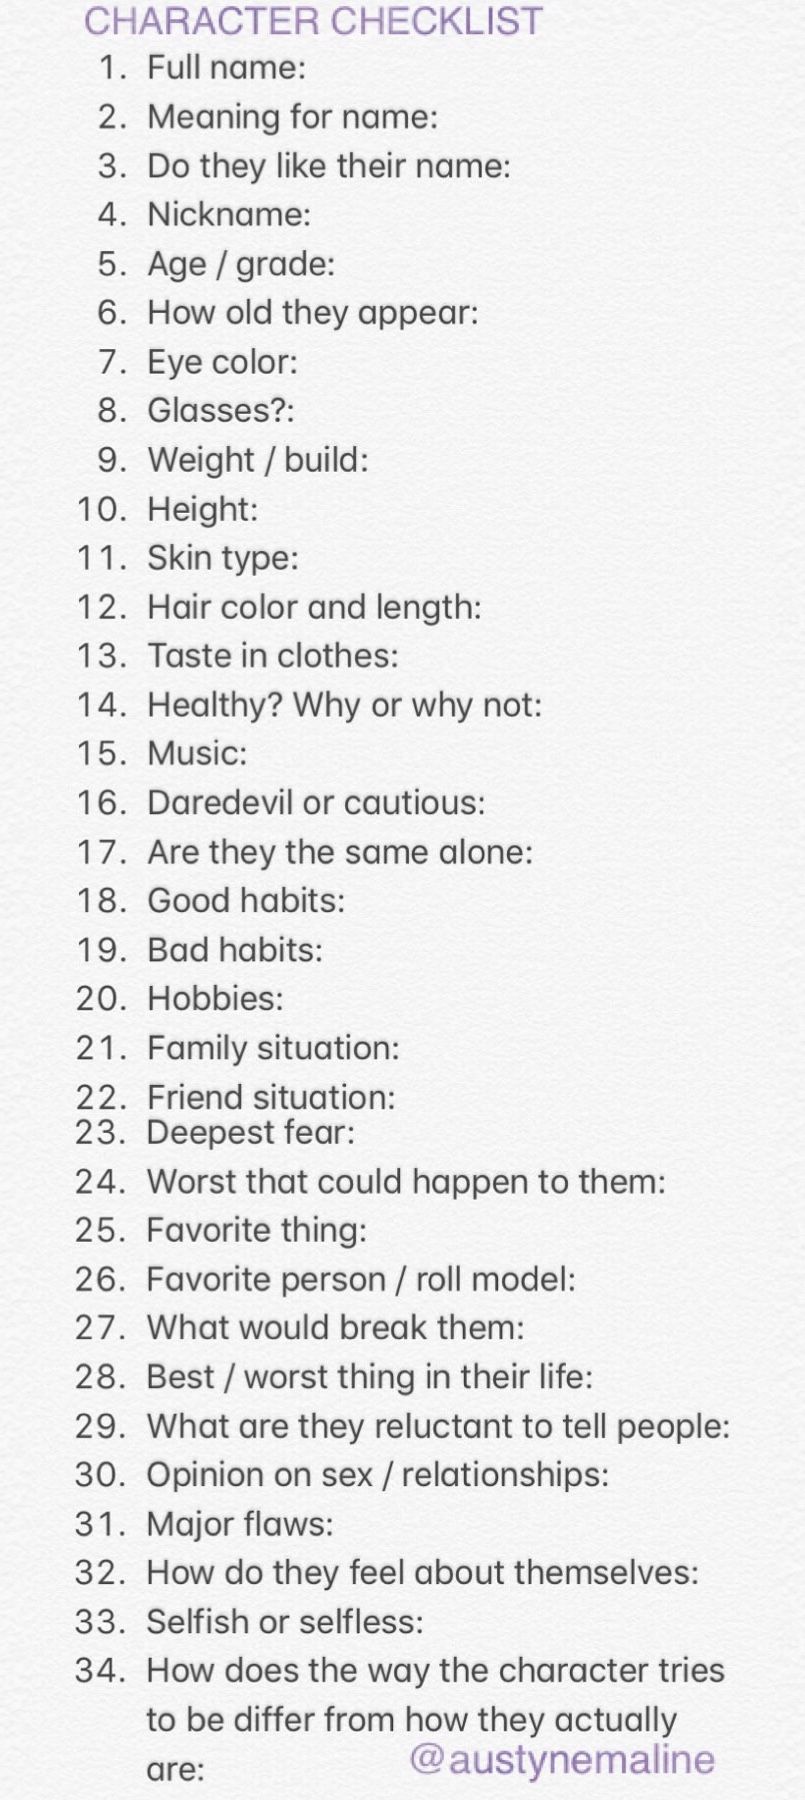 CHARACTER CHECKLIST
1. Full name:
2. Meaning for name:
3. Do they like their name:
4. Nickname:
5. Age / grade:
6. How old they appear:
7. Eye color:
8. Glasses?:
9. Weight / build:
10. Height:
11. Skin type:
12. Hair color and length:
13. Taste in clothes:
14. Healthy? Why or why not:
15. Music:
16. Daredevil or cautious:
17. Are they the same alone:
18. Good habits:
19. Bad habits:
20. Hobbies:
21. Family situation:
22. Friend situation:
23. Deepest fear:
24. Worst that could happen to them:
25. Favorite thing:
26. Favorite person / roll model:
27. What would break them:
28. Best / worst thing in their life:
29. What are they reluctant to tell people:
30. Opinion on sex / relationships:
31. Major flaws:
32. How do they feel about themselves:
33. Selfish or selfless:
34. How does the way the character tries
to be differ from how they actually
are:
@austynemaline